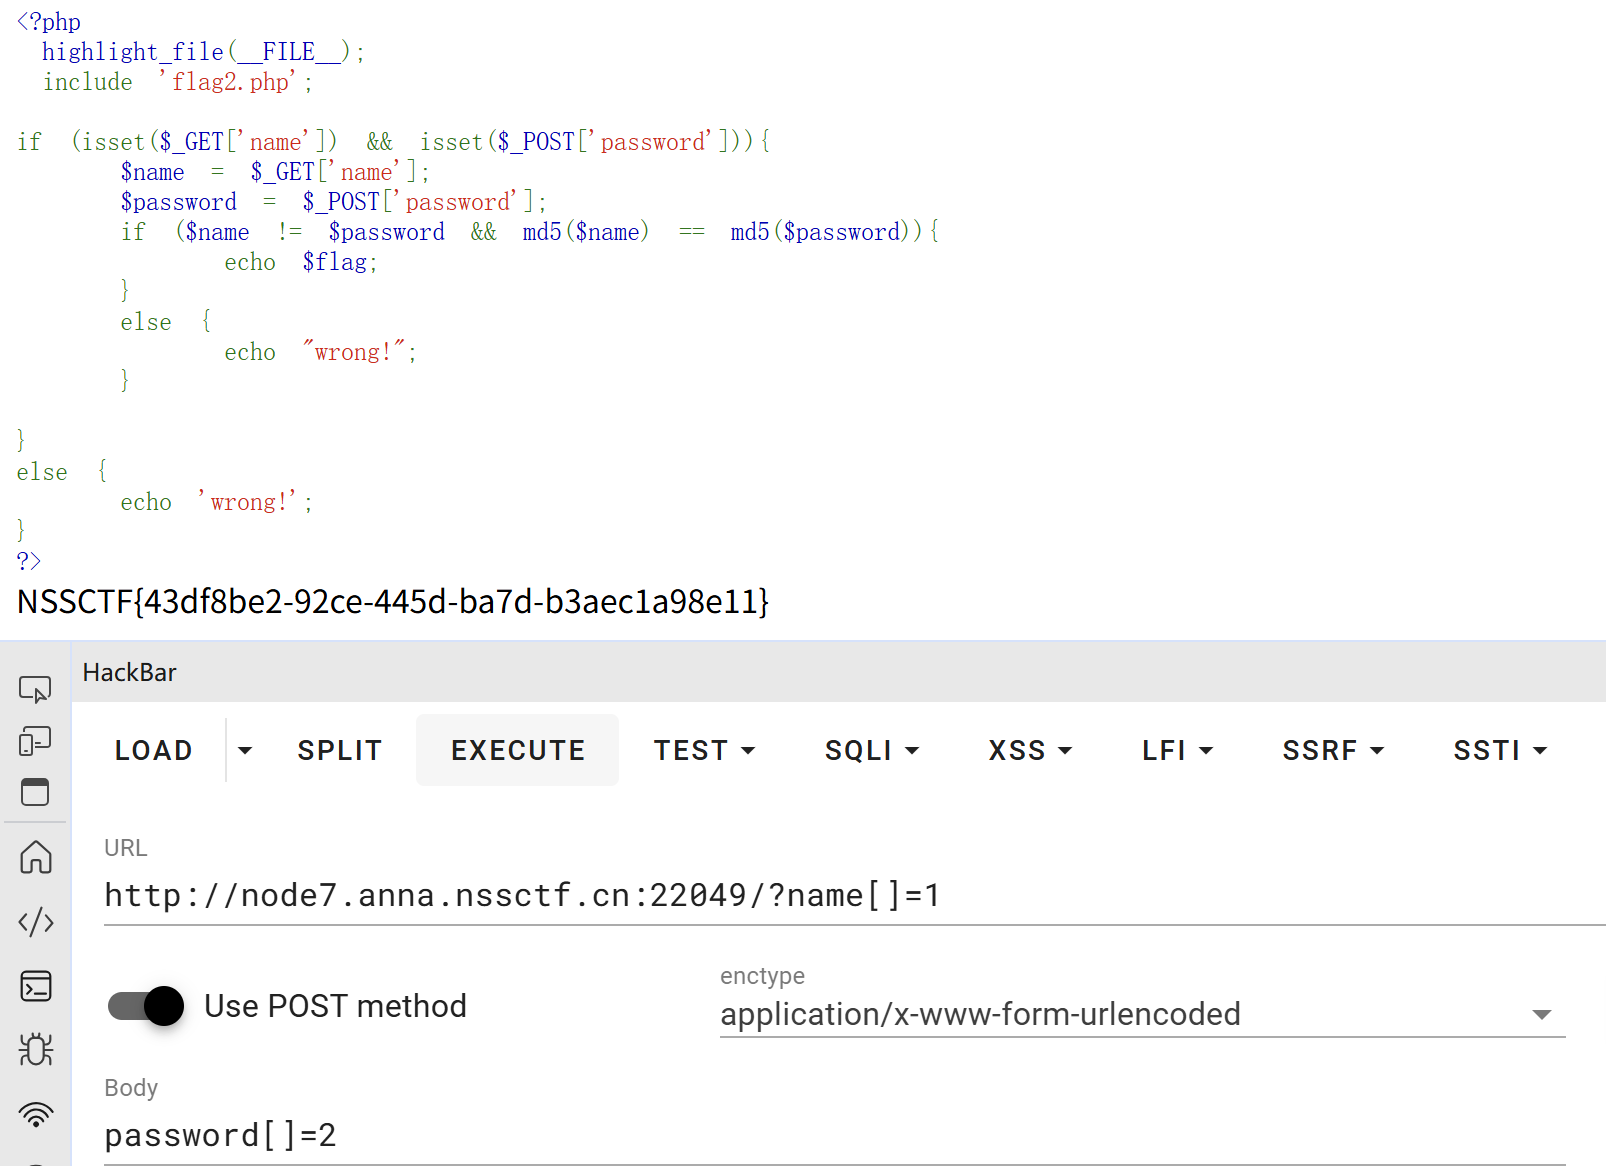 <?php
highlight_file(__FILE__);
include 'flag2.php';
if (isset($_GET['name']) && isset($_POST['password'])){
$name = $_GET['name'];
$password = $_POST['password'];
if ($name != $password && md5($name) == md5($password)){
echo $flag;
}
else {
echo "wrong!";
}
}
else {
echo 'wrong!';
}
?>
NSSCTF{43df8be2-92ce-445d-ba7d-b3aec1a98e11}
HackBar
LOAD SPLIT EXECUTE TEST SQLI XSS LFI SSRF SSTI
URL
http://node7.anna.nssctf.cn:22049/?name[]=1
Use POST method
enctype
application/x-www-form-urlencoded
Body
password[]=2